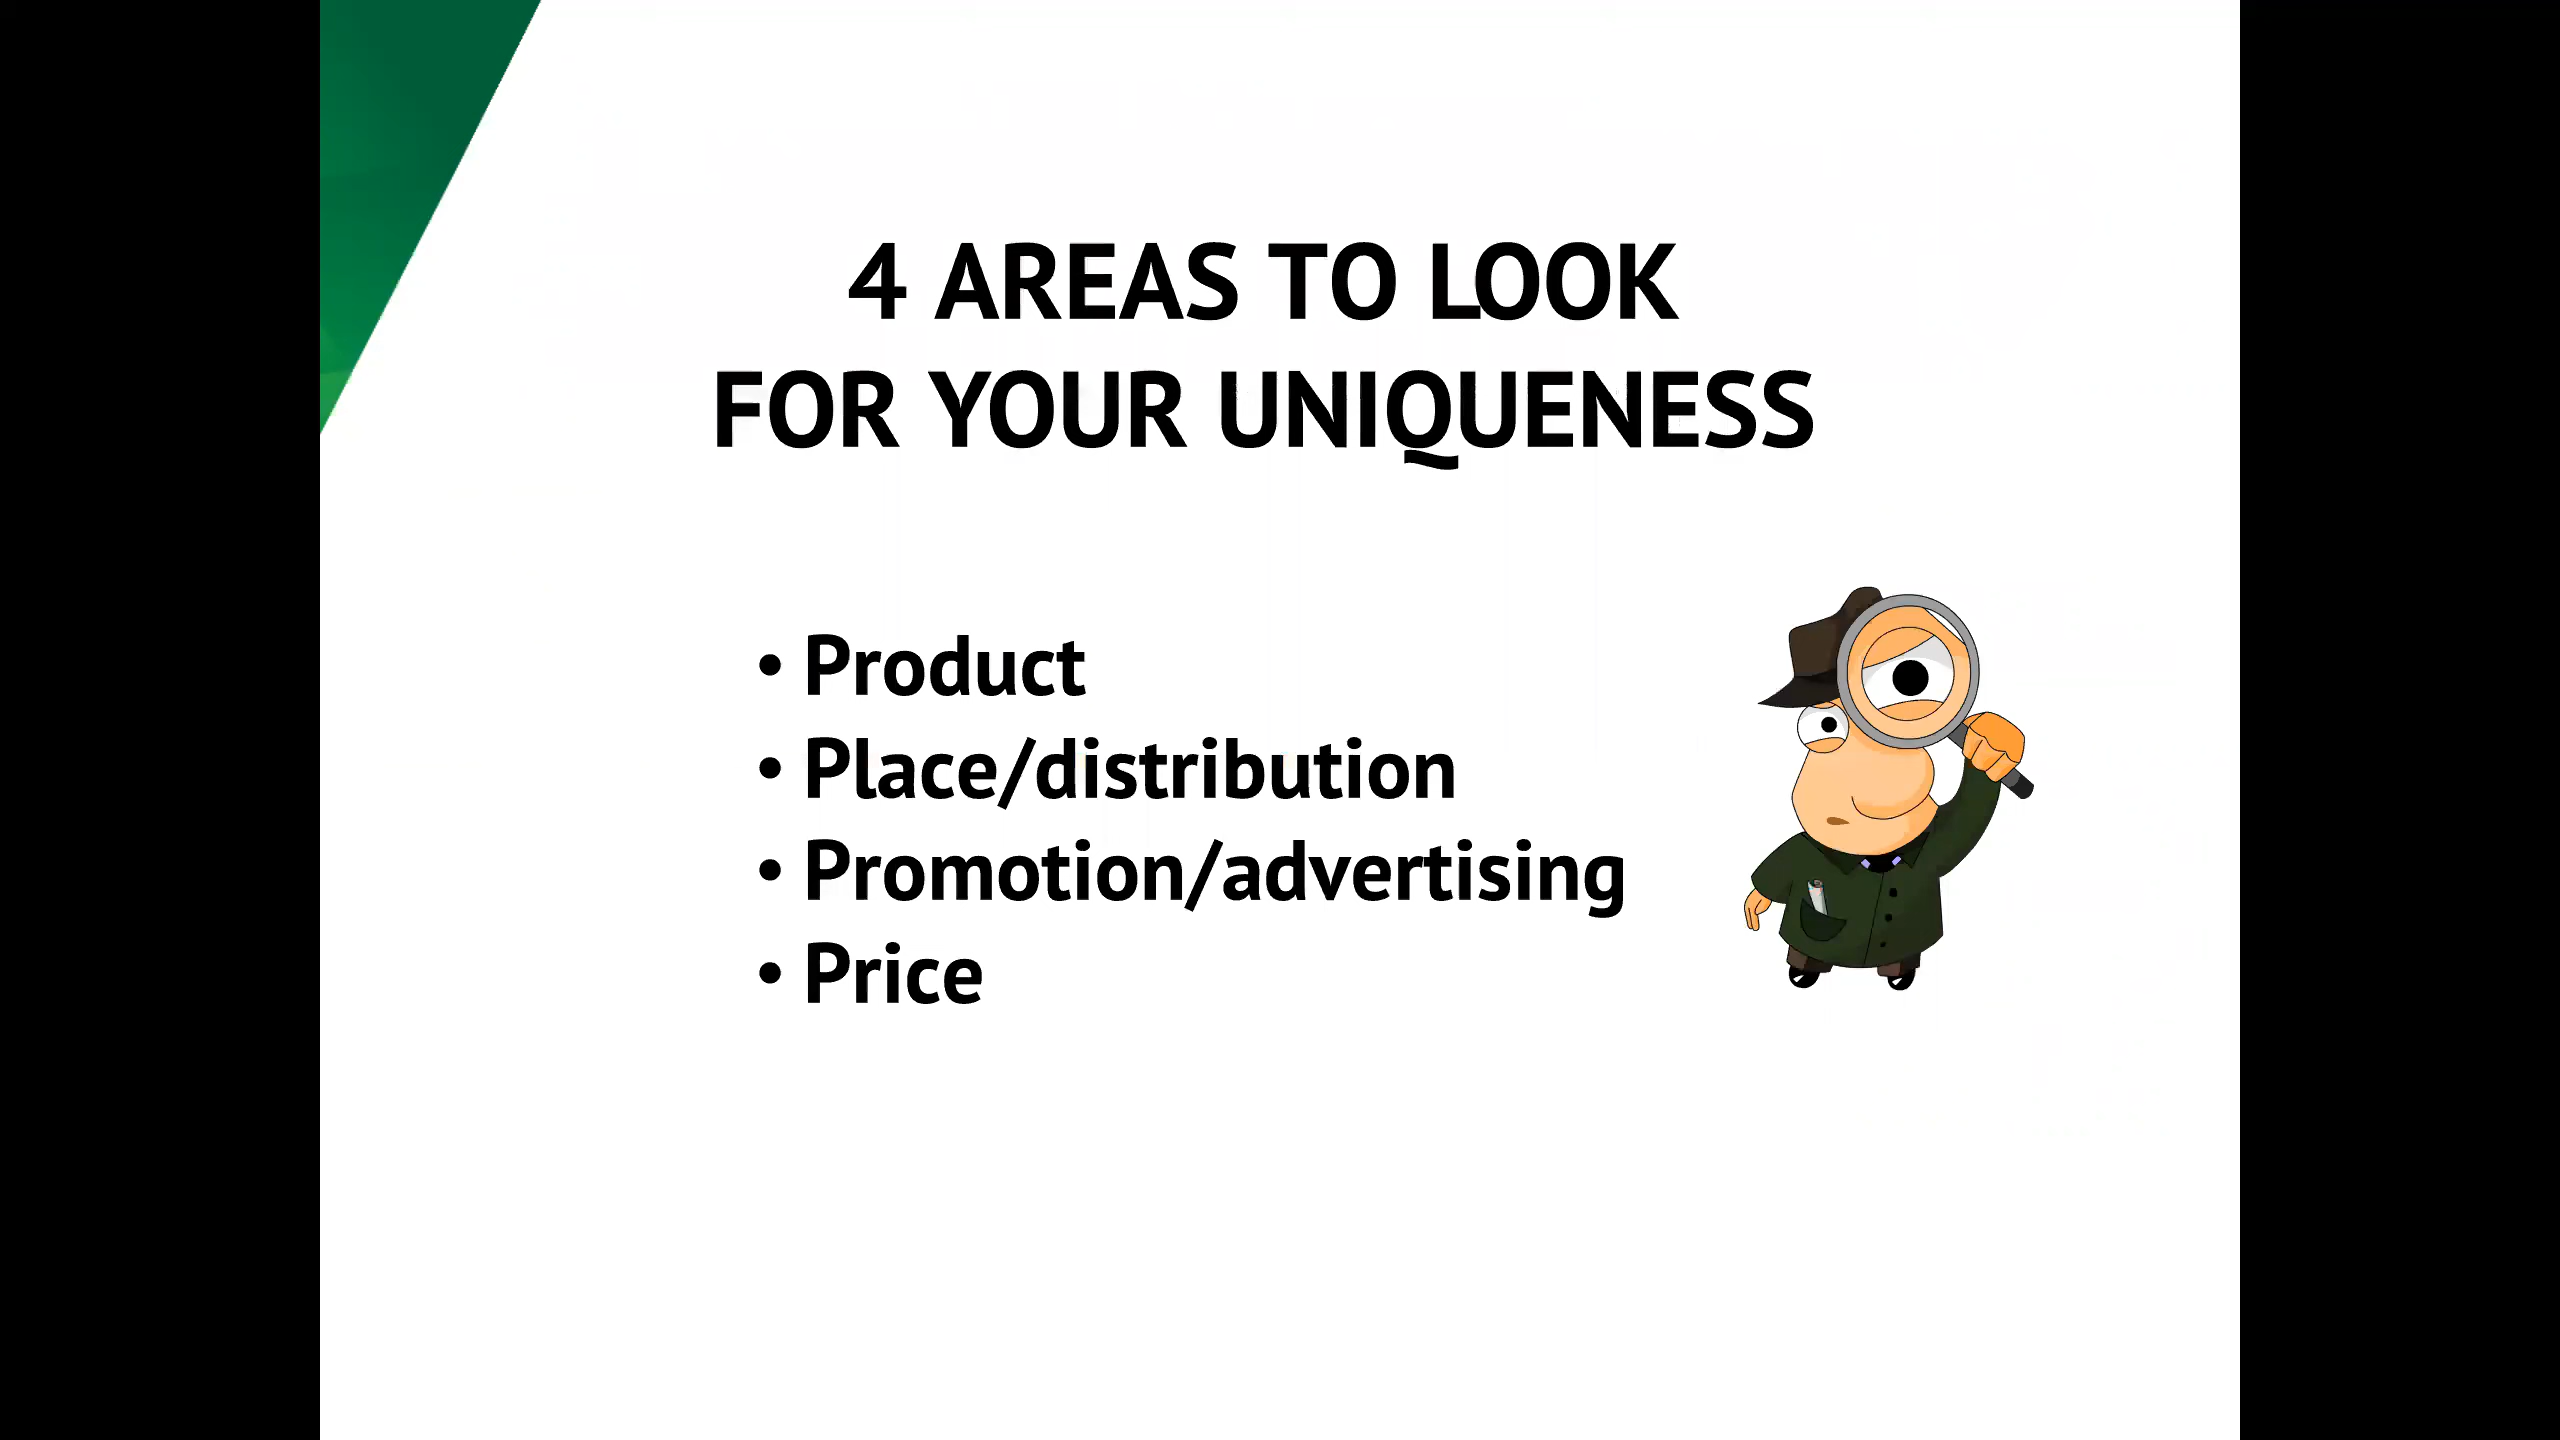 4 AREAS TO LOOK
FOR YOUR UNIQUENESS
• Product
• Place/distribution
• Promotion/advertising
• Price